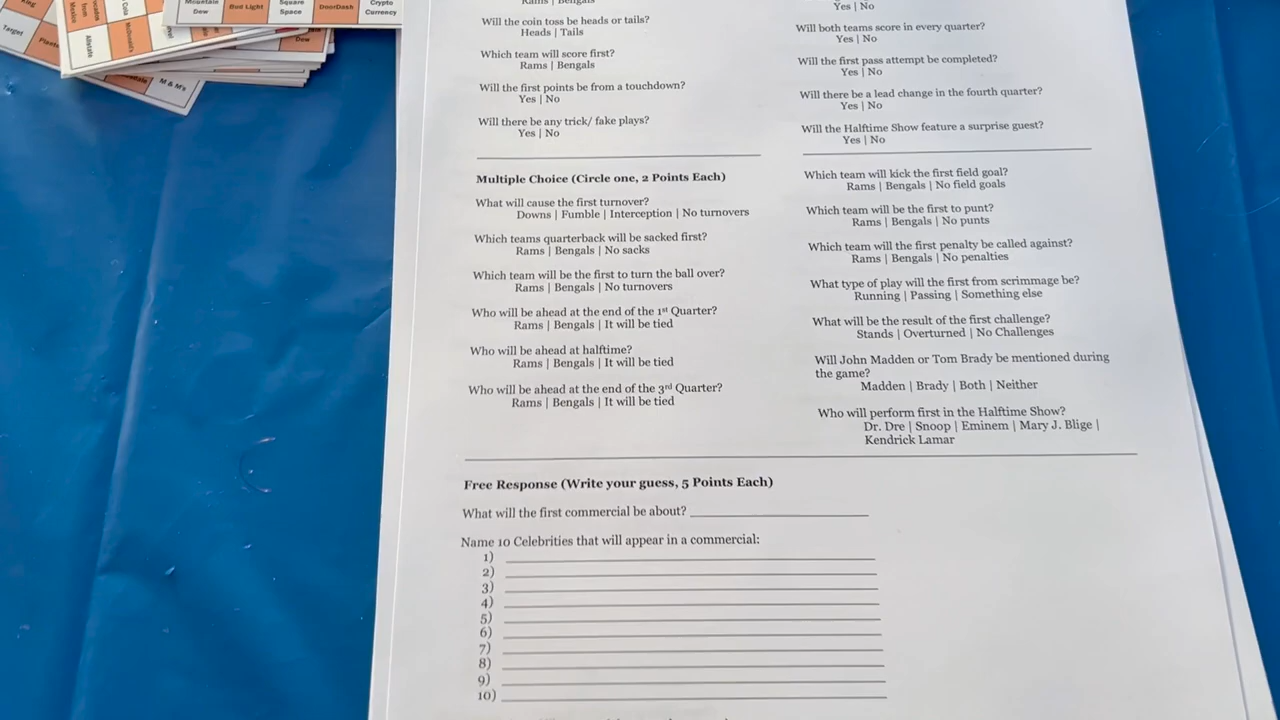 King
Target
Plante
Mexico
from
Avocados
Allstate
Coin
McDonald's
Mountain
Dew
Bud Light
Square
Space
DoorDash
Crypto
Currency
Dew
M & M's
Rams | Bengals
Will the coin toss be heads or tails?
Heads | Tails
Which team will score first?
Rams | Bengals
Will the first points be from a touchdown?
Yes | No
Will there be any trick/ fake plays?
Yes | No
Multiple Choice (Circle one, 2 Points Each)
What will cause the first turnover?
Downs | Fumble | Interception | No turnovers
Which teams quarterback will be sacked first?
Rams | Bengals | No sacks
Which team will be the first to turn the ball over?
Rams | Bengals | No turnovers
Who will be ahead at the end of the 1st Quarter?
Rams | Bengals | It will be tied
Who will be ahead at halftime?
Rams | Bengals | It will be tied
Who will be ahead at the end of the 3rd Quarter?
Rams | Bengals | It will be tied
Yes | No
Will both teams score in every quarter?
Yes | No
Will the first pass attempt be completed?
Yes | No
Will there be a lead change in the fourth quarter?
Yes | No
Will the Halftime Show feature a surprise guest?
Yes | No
Which team will kick the first field goal?
Rams | Bengals | No field goals
Which team will be the first to punt?
Rams | Bengals | No punts
Which team will the first penalty be called against?
Rams | Bengals | No penalties
What type of play will the first from scrimmage be?
Running | Passing | Something else
What will be the result of the first challenge?
Stands | Overturned | No Challenges
Will John Madden or Tom Brady be mentioned during
the game?
Madden | Brady | Both | Neither
Who will perform first in the Halftime Show?
Dr. Dre | Snoop | Eminem | Mary J. Blige |
Kendrick Lamar
Free Response (Write your guess, 5 Points Each)
What will the first commercial be about?
Name 10 Celebrities that will appear in a commercial:
1)
2)
3)
4)
5)
6)
7)
8)
9)
10)